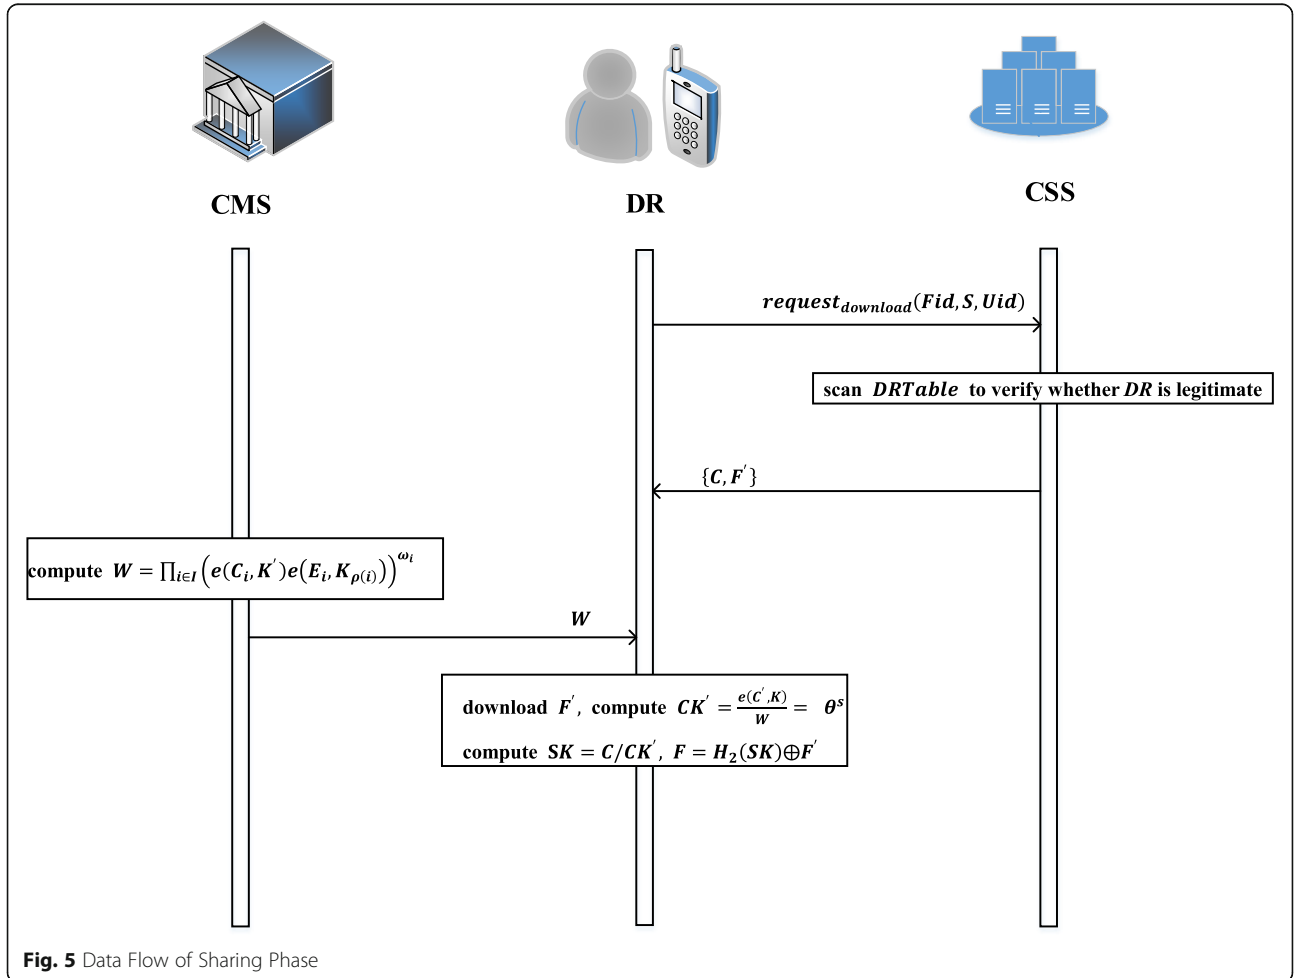 CMS
DR
CSS
request_download(Fid, S, Uid)
scan DRTable to verify whether DR is legitimate
{C, F′}
compute W = ∏_{i∈I} (e(C_i, K′)e(E_i, K_{ρ(i)}))^{ω_i}
W
download F′, compute CK′ = e(C′,K)/W = θ^s
compute SK = C/CK′, F = H_2(SK)⊕F′
Fig. 5 Data Flow of Sharing Phase